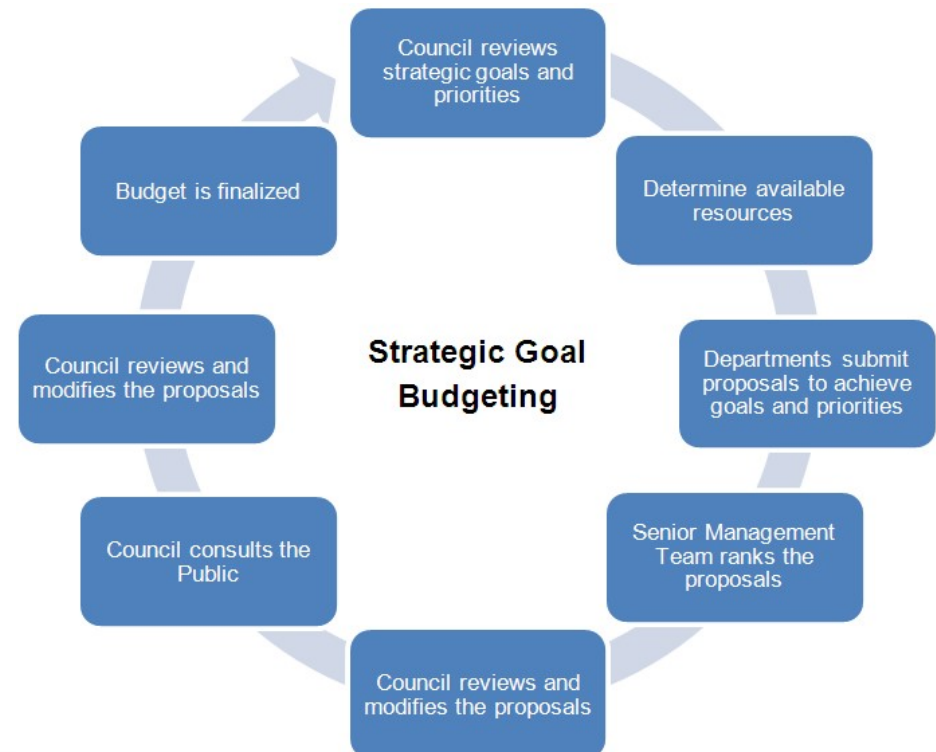 Council reviews
strategic goals and
priorities
Determine available
resources
Departments submit
proposals to achieve
goals and priorities
Senior Management
Team ranks the
proposals
Council reviews and
modifies the proposals
Council consults the
Public
Council reviews and
modifies the proposals
Budget is finalized
Strategic Goal
Budgeting